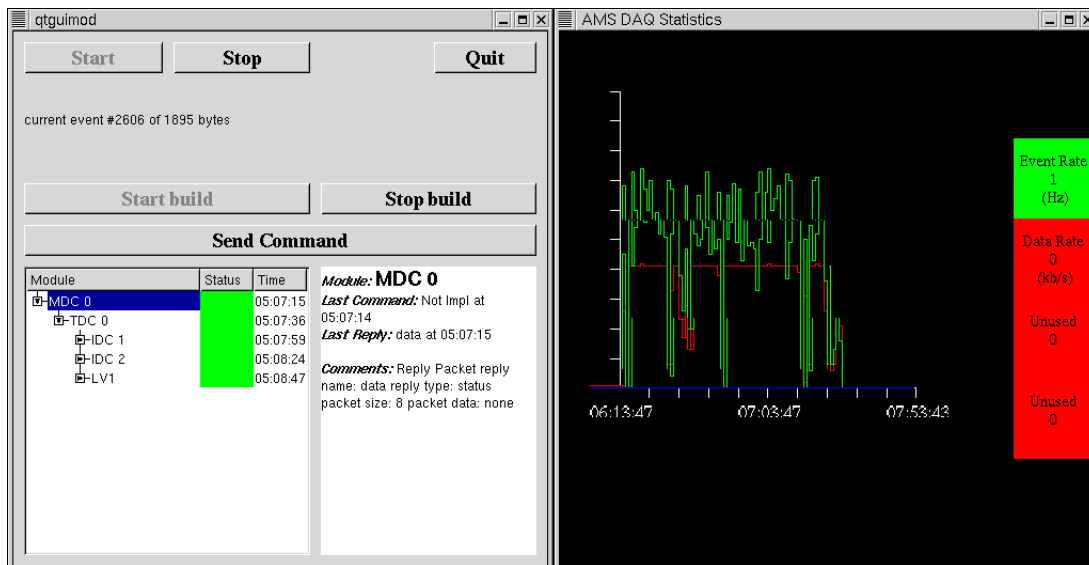 qtguimod
Start
Stop
Quit
current event #2606 of 1895 bytes
Start build
Stop build
Send Command
Module Status Time
MDC 0 05:07:15
TDC 0 05:07:36
IDC 1 05:07:59
IDC 2 05:08:24
LV1 05:08:47
Module: MDC 0
Last Command: Not Impl at
05:07:14
Last Reply: data at 05:07:15
Comments: Reply Packet reply
name: data reply type: status
packet size: 8 packet data: none
AMS DAQ Statistics
06:13:47 07:03:47 07:53:43
Event Rate
1
(Hz)
Data Rate
0
(kb/s)
Unused
0
Unused
0